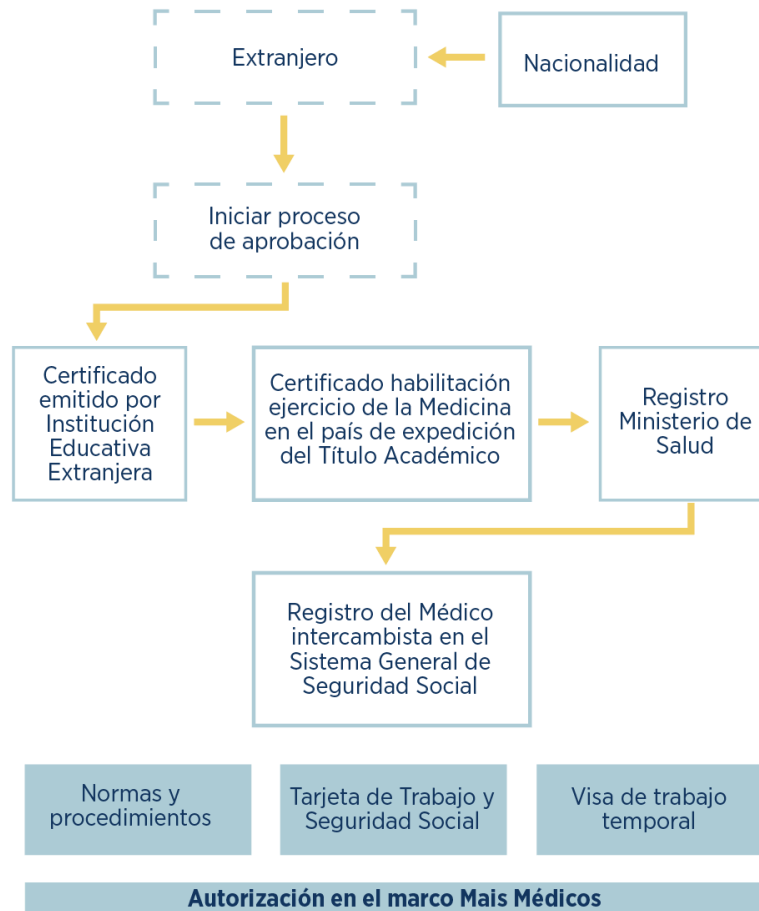 Extranjero
Nacionalidad
Iniciar proceso
de aprobación
Certificado
emitido por
Institución
Educativa
Extranjera
Certificado habilitación
ejercicio de la Medicina
en el país de expedición
del Título Académico
Registro
Ministerio de
Salud
Registro del Médico
intercambista en el
Sistema General de
Seguridad Social
Normas y
procedimientos
Tarjeta de Trabajo y
Seguridad Social
Visa de trabajo
temporal
Autorización en el marco Mais Médicos